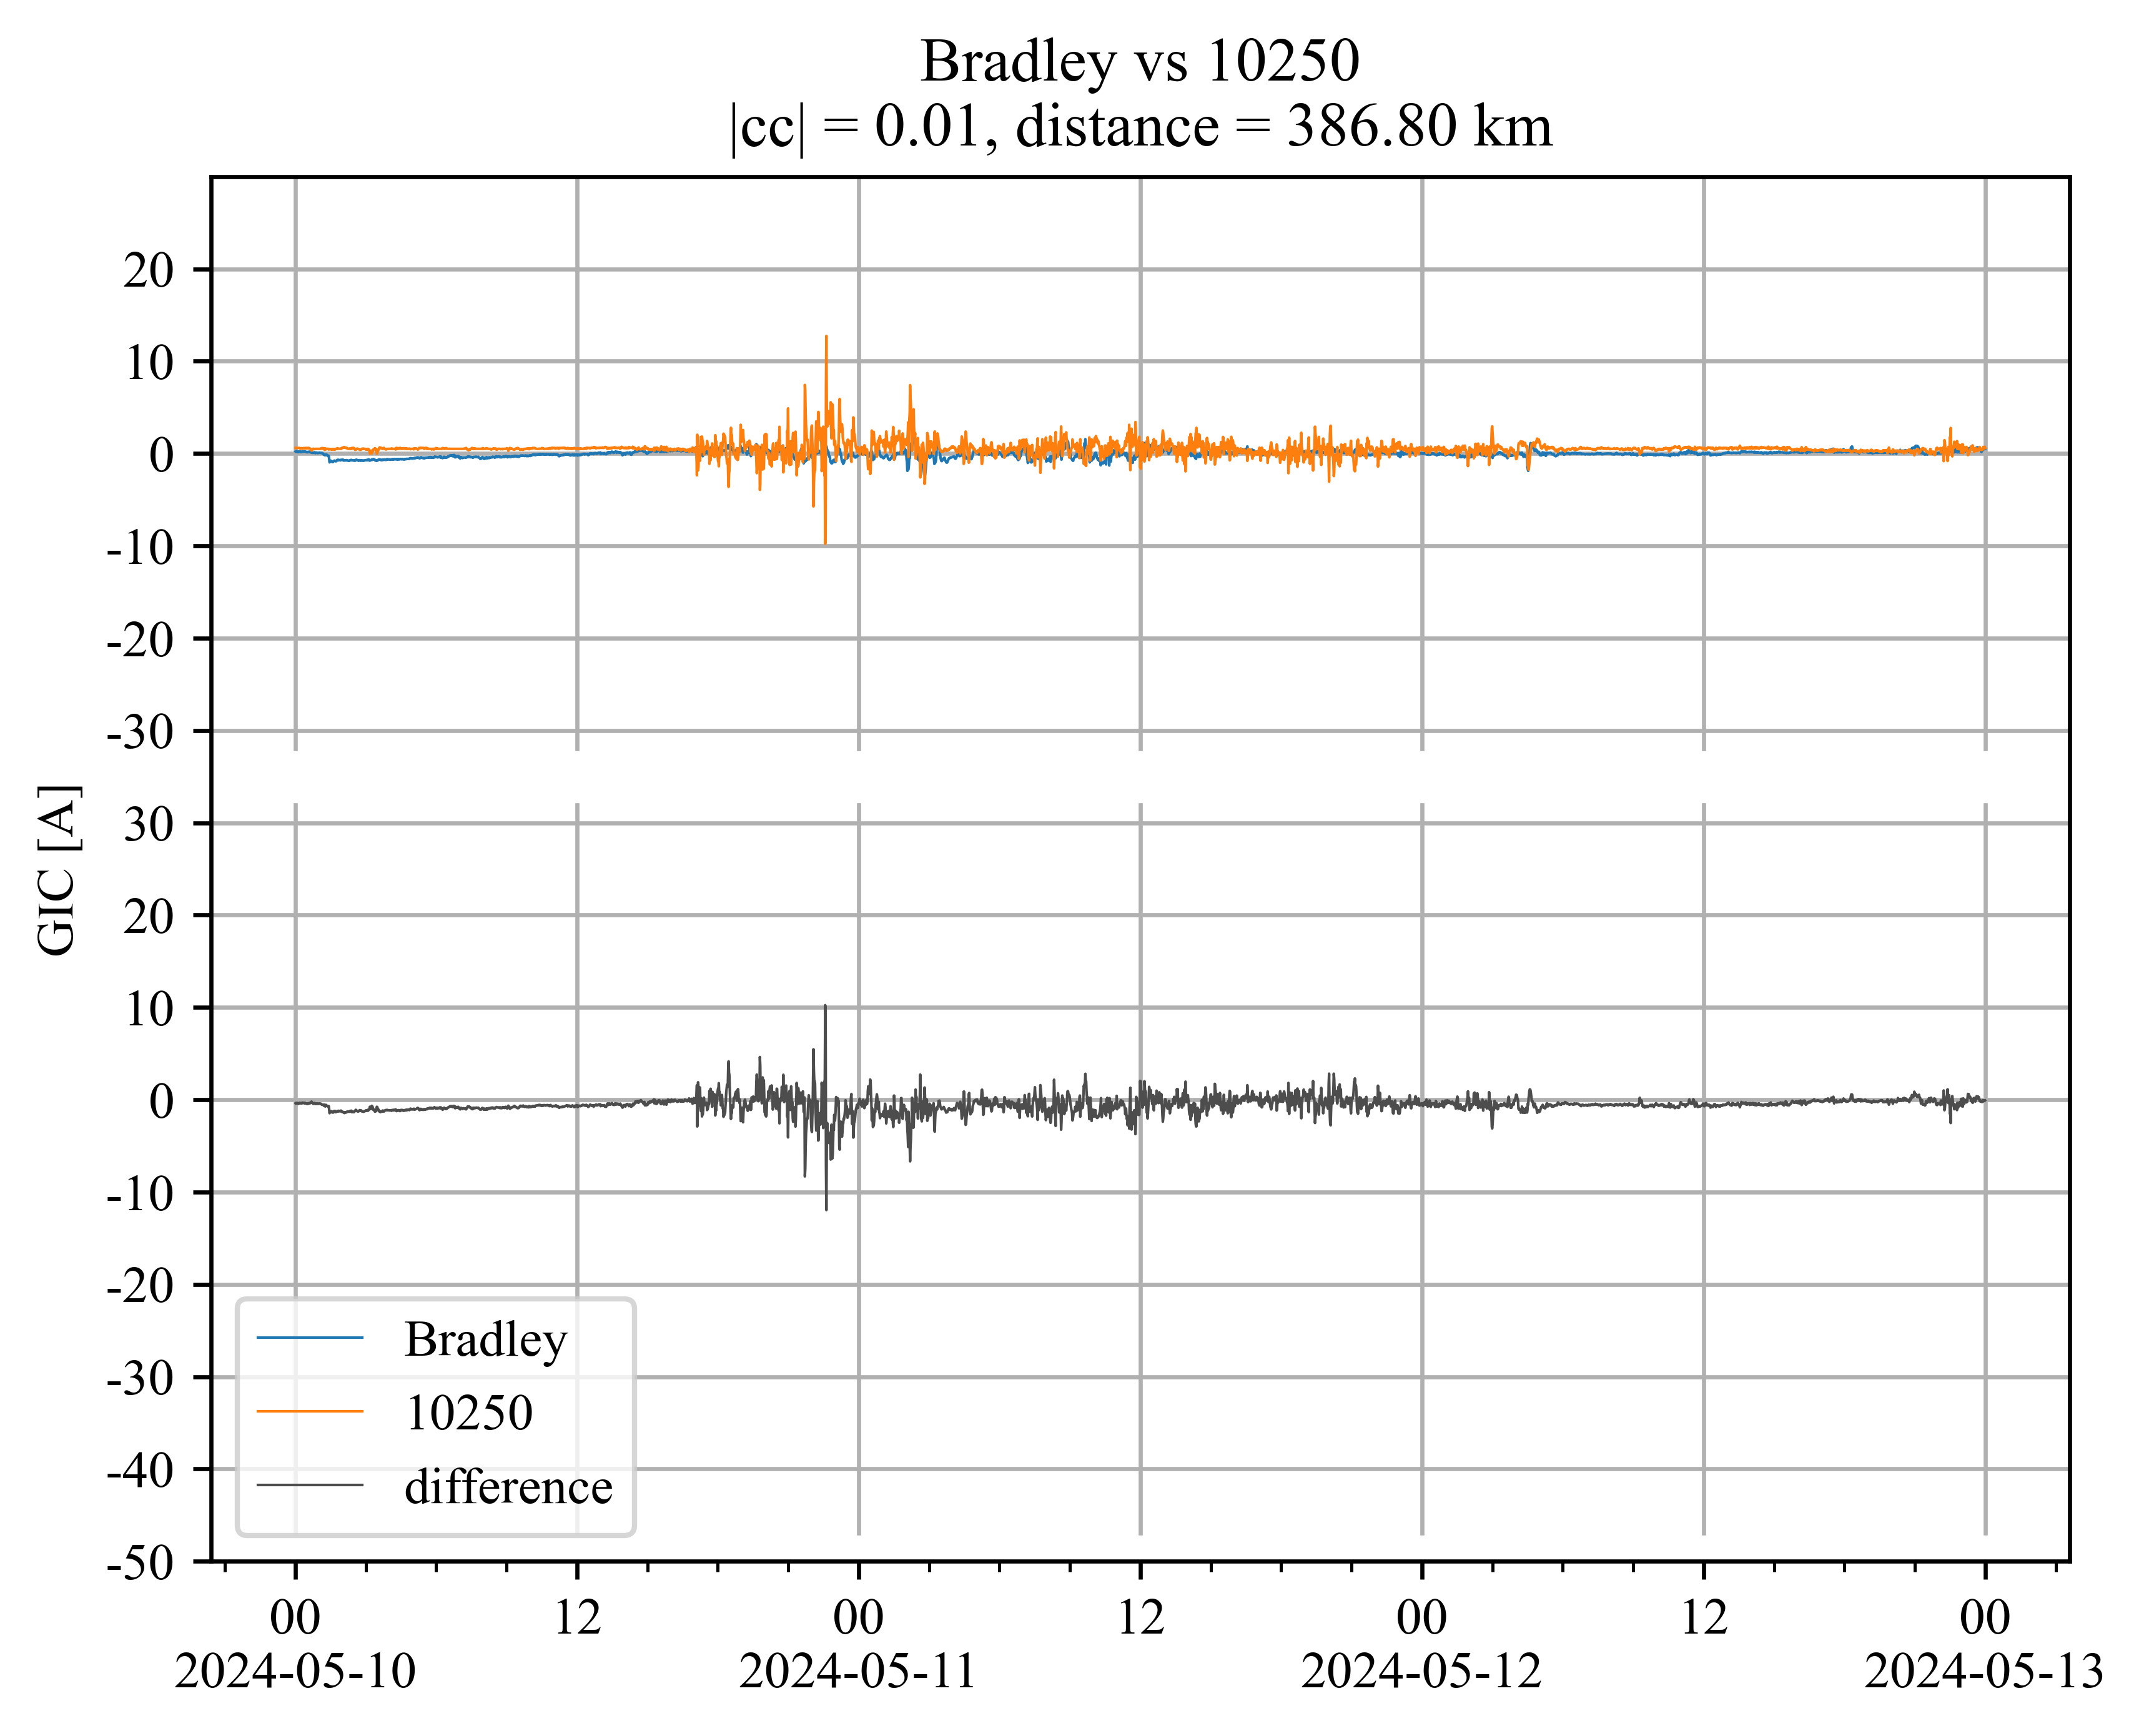 Bradley vs 10250
|cc| = 0.01, distance = 386.80 km
GIC [A]
20
10
0
-10
-20
-30
30
20
10
0
-10
-20
-30
-40
-50
Bradley
10250
difference
00 12 00 12 00 12 00
2024-05-10 2024-05-11 2024-05-12 2024-05-13